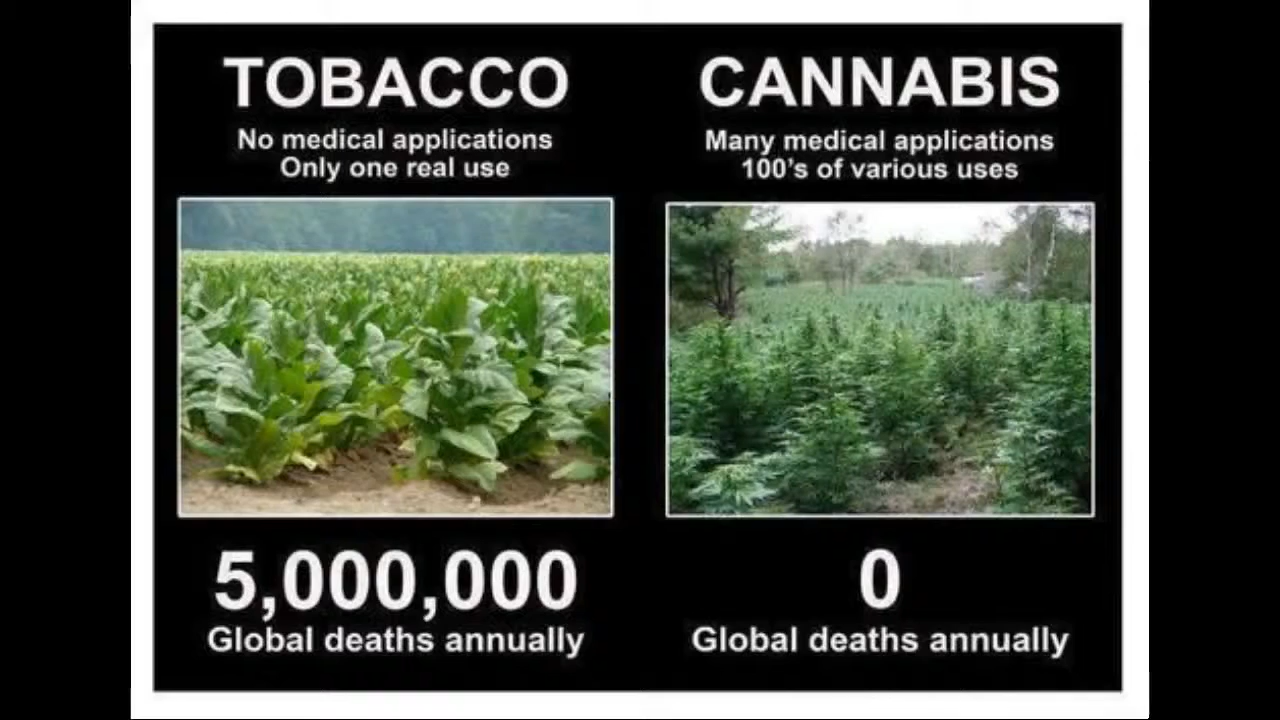 TOBACCO
No medical applications
Only one real use
5,000,000
Global deaths annually
CANNABIS
Many medical applications
100's of various uses
0
Global deaths annually